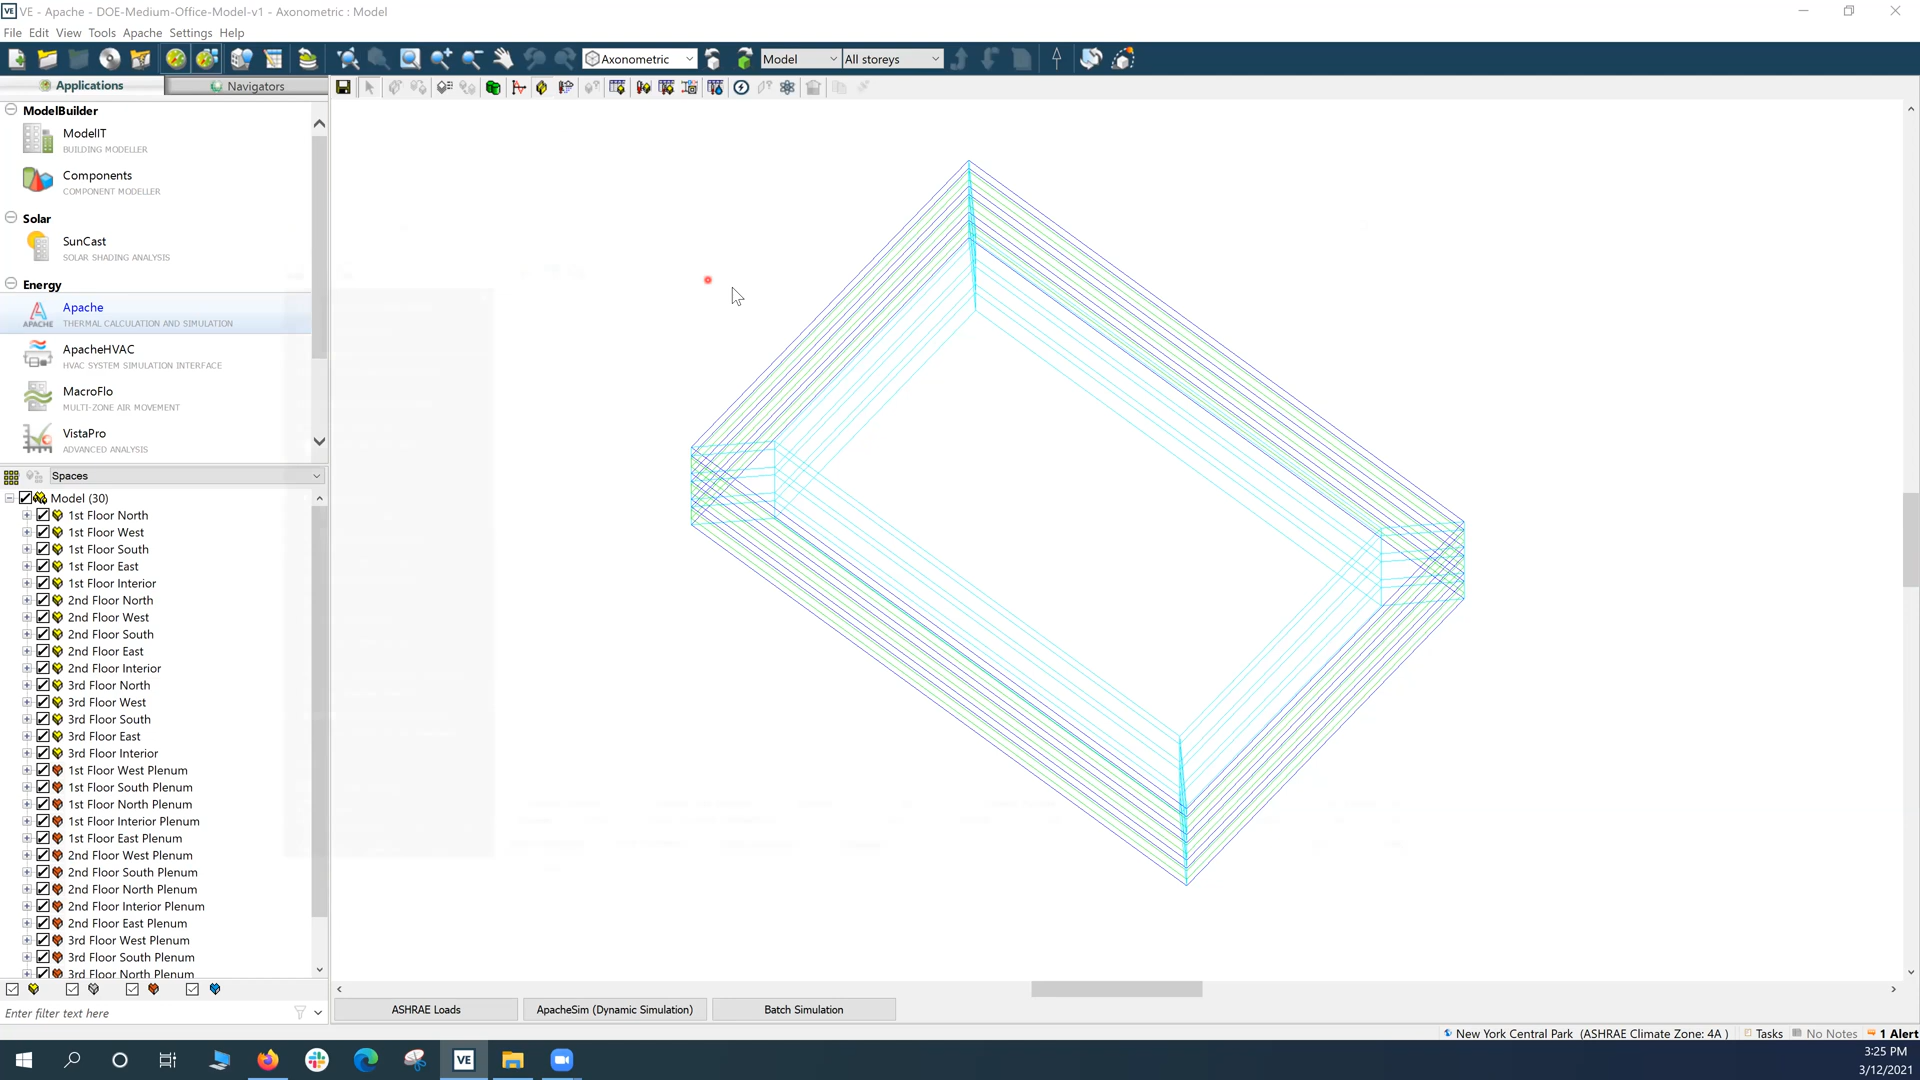 VE VE - Apache - DOE-Medium-Office-Model-v1 - Axonometric : Model
File Edit View Tools Apache Settings Help
Axonometric Model All storeys
Applications Navigators
ModelBuilder
ModelIT
BUILDING MODELLER
Components
COMPONENT MODELLER
Solar
SunCast
SOLAR SHADING ANALYSIS
Energy
Apache
APACHE THERMAL CALCULATION AND SIMULATION
ApacheHVAC
HVAC SYSTEM SIMULATION INTERFACE
MacroFlo
MULTI-ZONE AIR MOVEMENT
VistaPro
ADVANCED ANALYSIS
Spaces
Model (30)
1st Floor North
1st Floor West
1st Floor South
1st Floor East
1st Floor Interior
2nd Floor North
2nd Floor West
2nd Floor South
2nd Floor East
2nd Floor Interior
3rd Floor North
3rd Floor West
3rd Floor South
3rd Floor East
3rd Floor Interior
1st Floor West Plenum
1st Floor South Plenum
1st Floor North Plenum
1st Floor Interior Plenum
1st Floor East Plenum
2nd Floor West Plenum
2nd Floor South Plenum
2nd Floor North Plenum
2nd Floor Interior Plenum
2nd Floor East Plenum
3rd Floor West Plenum
3rd Floor South Plenum
3rd Floor North Plenum
Enter filter text here
ASHRAE Loads ApacheSim (Dynamic Simulation) Batch Simulation
New York Central Park (ASHRAE Climate Zone: 4A ) Tasks No Notes 1 Alert
VE
3:25 PM
3/12/2021